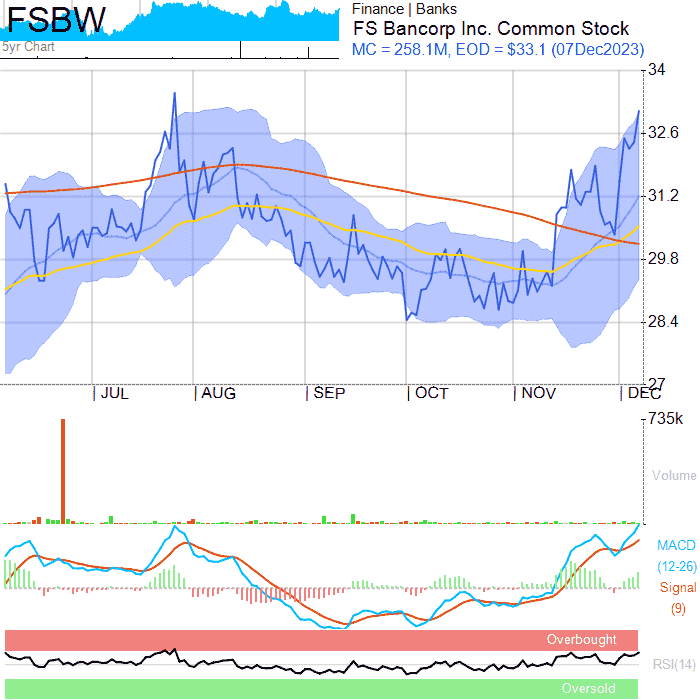 FSBW
5yr Chart
Finance | Banks
FS Bancorp Inc. Common Stock
MC = 258.1M, EOD = $33.1 (07Dec2023)
34
32.6
31.2
29.8
28.4
27
JUL
AUG
SEP
OCT
NOV
DEC
735k
Volume
MACD
(12-26)
Signal
(9)
Overbought
RSI(14)
Oversold